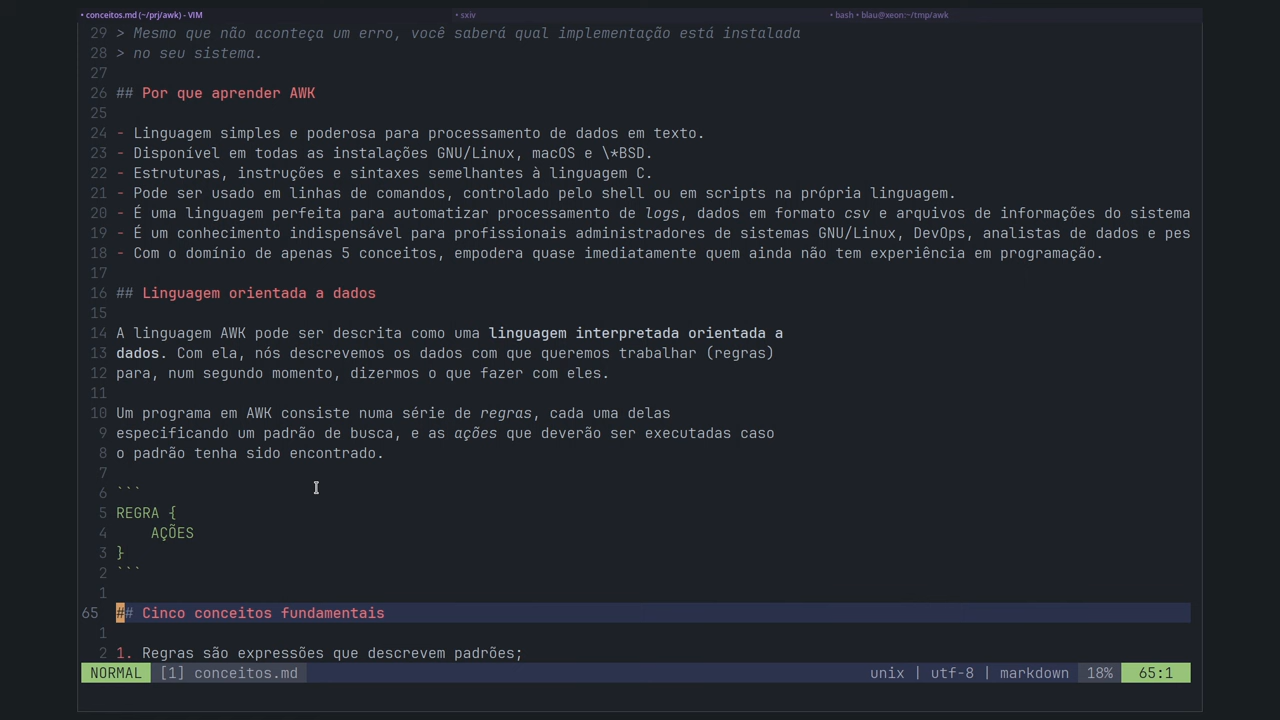 • conceitos.md (~/prj/awk) - VIM
• sxiv
• bash • blau@xeon:~/tmp/awk
29 > Mesmo que não aconteça um erro, você saberá qual implementação está instalada
28 > no seu sistema.
27
26 ## Por que aprender AWK
25
24 - Linguagem simples e poderosa para processamento de dados em texto.
23 - Disponível em todas as instalações GNU/Linux, macOS e \*BSD.
22 - Estruturas, instruções e sintaxes semelhantes à linguagem C.
21 - Pode ser usado em linhas de comandos, controlado pelo shell ou em scripts na própria linguagem.
20 - É uma linguagem perfeita para automatizar processamento de logs, dados em formato csv e arquivos de informações do sistema
19 - É um conhecimento indispensável para profissionais administradores de sistemas GNU/Linux, DevOps, analistas de dados e pes
18 - Com o domínio de apenas 5 conceitos, empodera quase imediatamente quem ainda não tem experiência em programação.
17
16 ## Linguagem orientada a dados
15
14 A linguagem AWK pode ser descrita como uma linguagem interpretada orientada a
13 dados. Com ela, nós descrevemos os dados com que queremos trabalhar (regras)
12 para, num segundo momento, dizermos o que fazer com eles.
11
10 Um programa em AWK consiste numa série de regras, cada uma delas
9 especificando um padrão de busca, e as ações que deverão ser executadas caso
8 o padrão tenha sido encontrado.
7
6 ```
5 REGRA {
4     AÇÕES
3 }
2 ```
1
65 ## Cinco conceitos fundamentais
1
2 1. Regras são expressões que descrevem padrões;
NORMAL [1] conceitos.md unix | utf-8 | markdown 18% 65:1